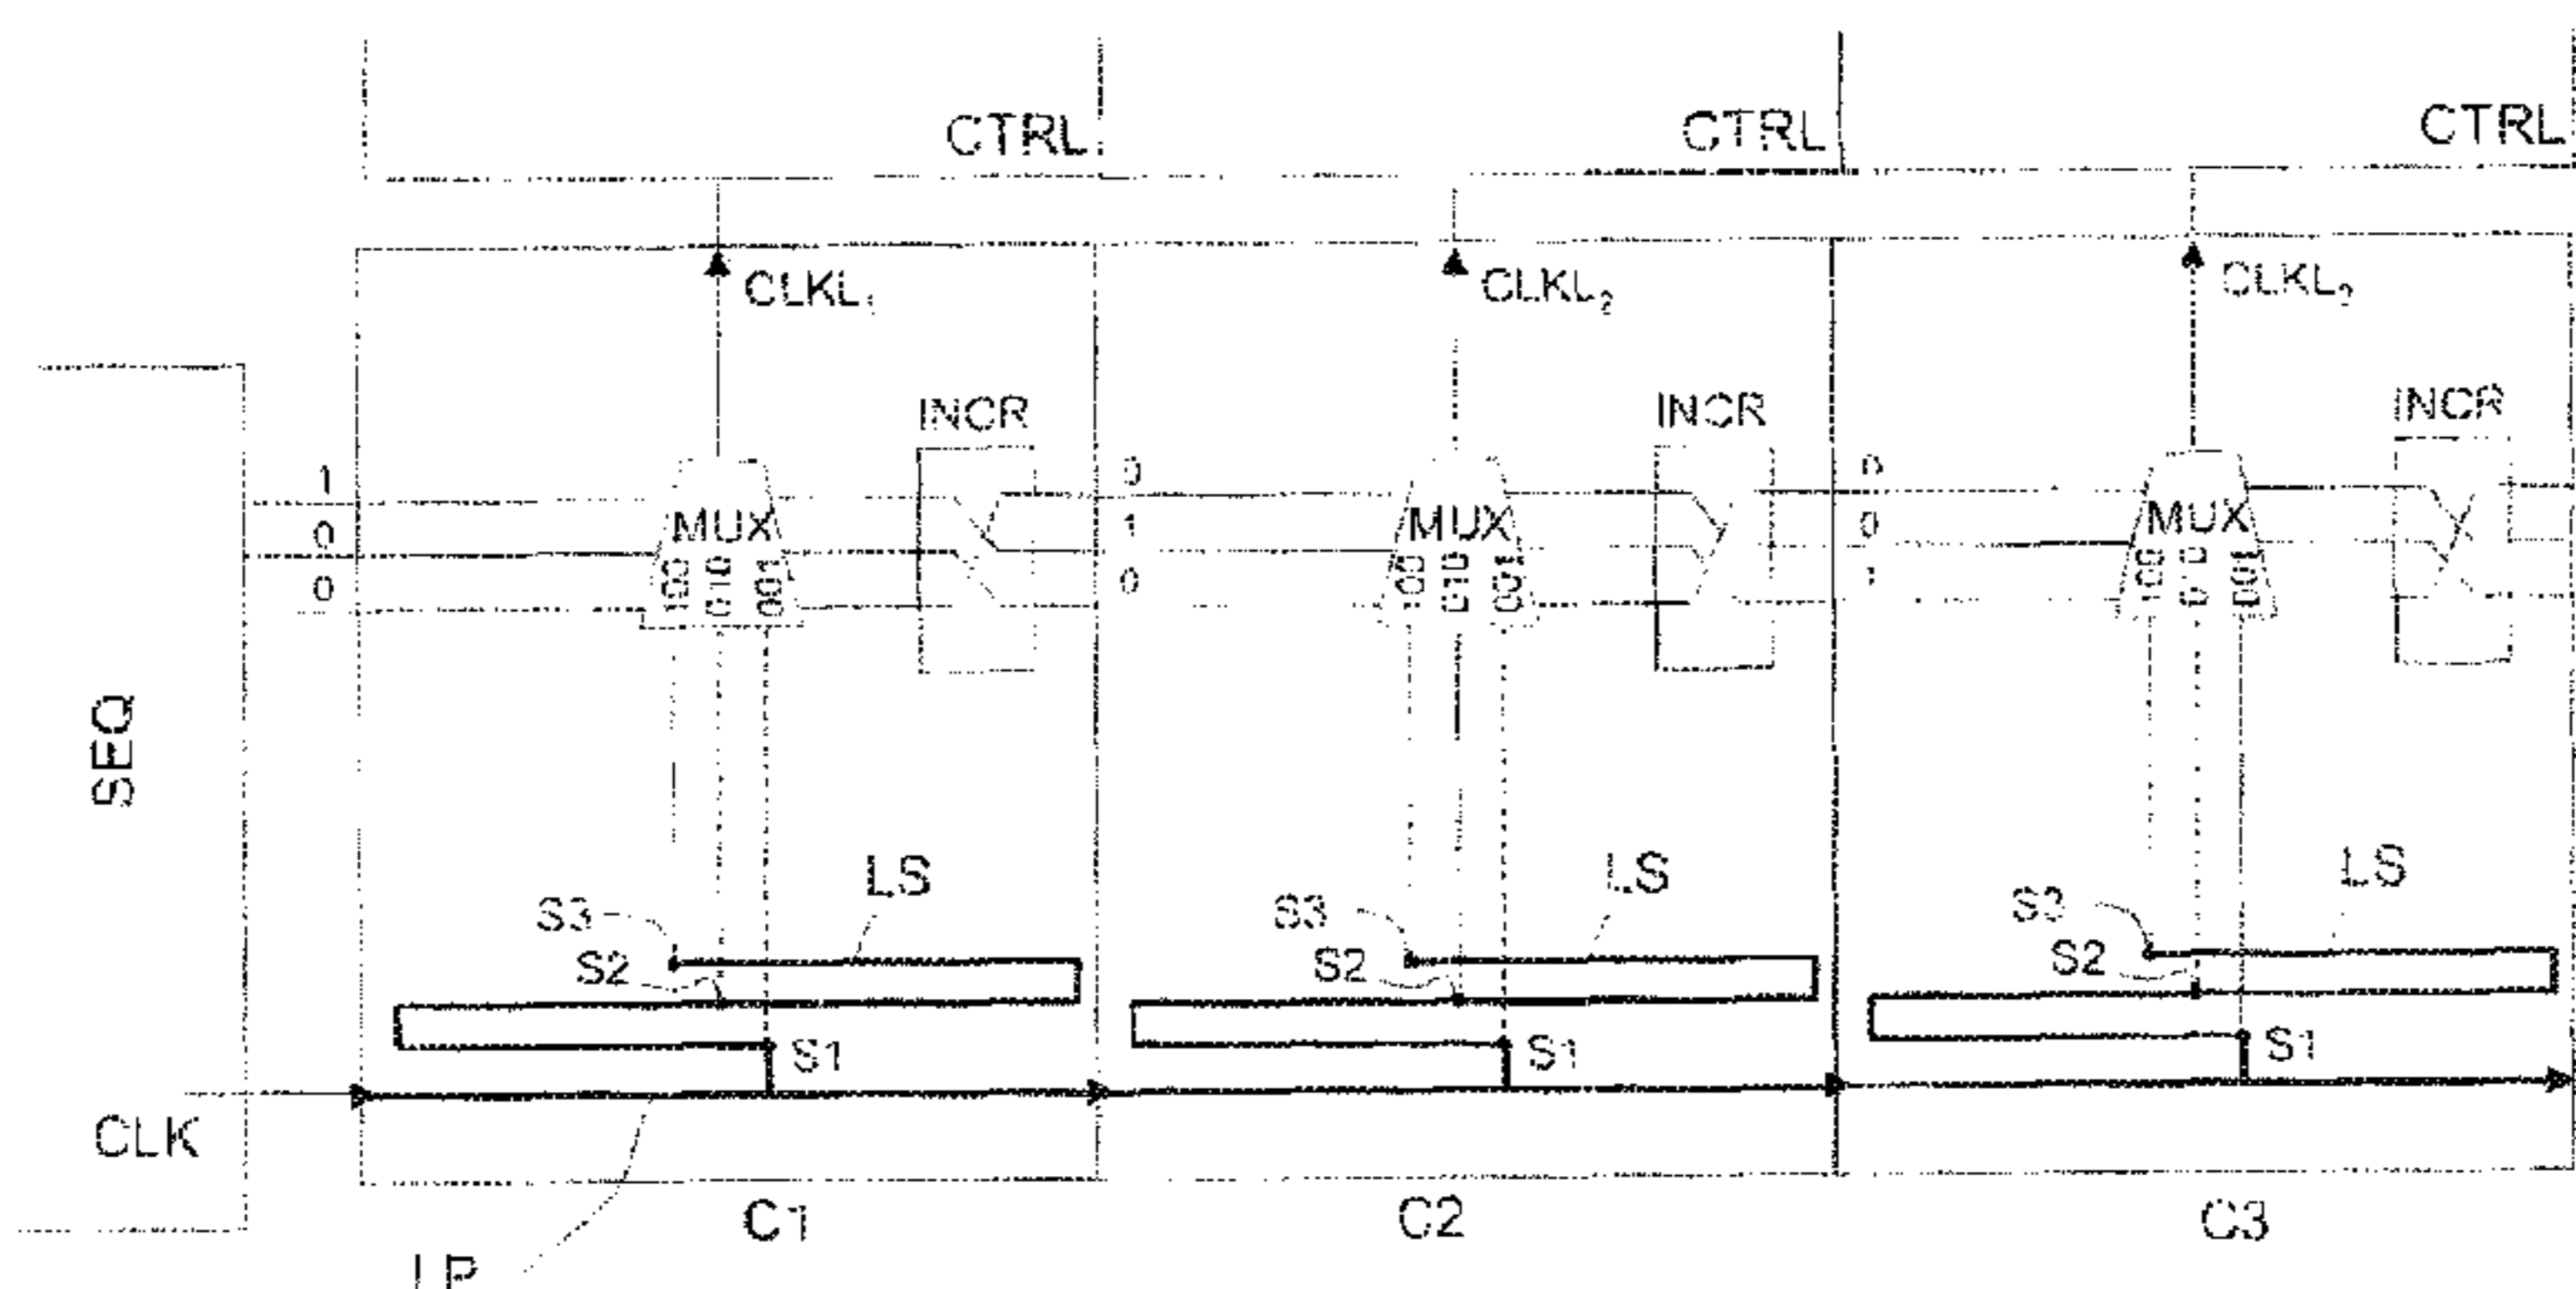 CTRL
CTRL
CTRL
CLKL₁
CLKL₂
CLKL₃
INCR
INCR
INCR
1
0
0
0
1
0
0
0
1
MUX
MUX
MUX
100
010
001
100
010
001
100
010
001
SEQ
LS
LS
LS
S3
S3
S3
S2
S2
S2
S1
S1
S1
CLK
C1
C2
C3
LP